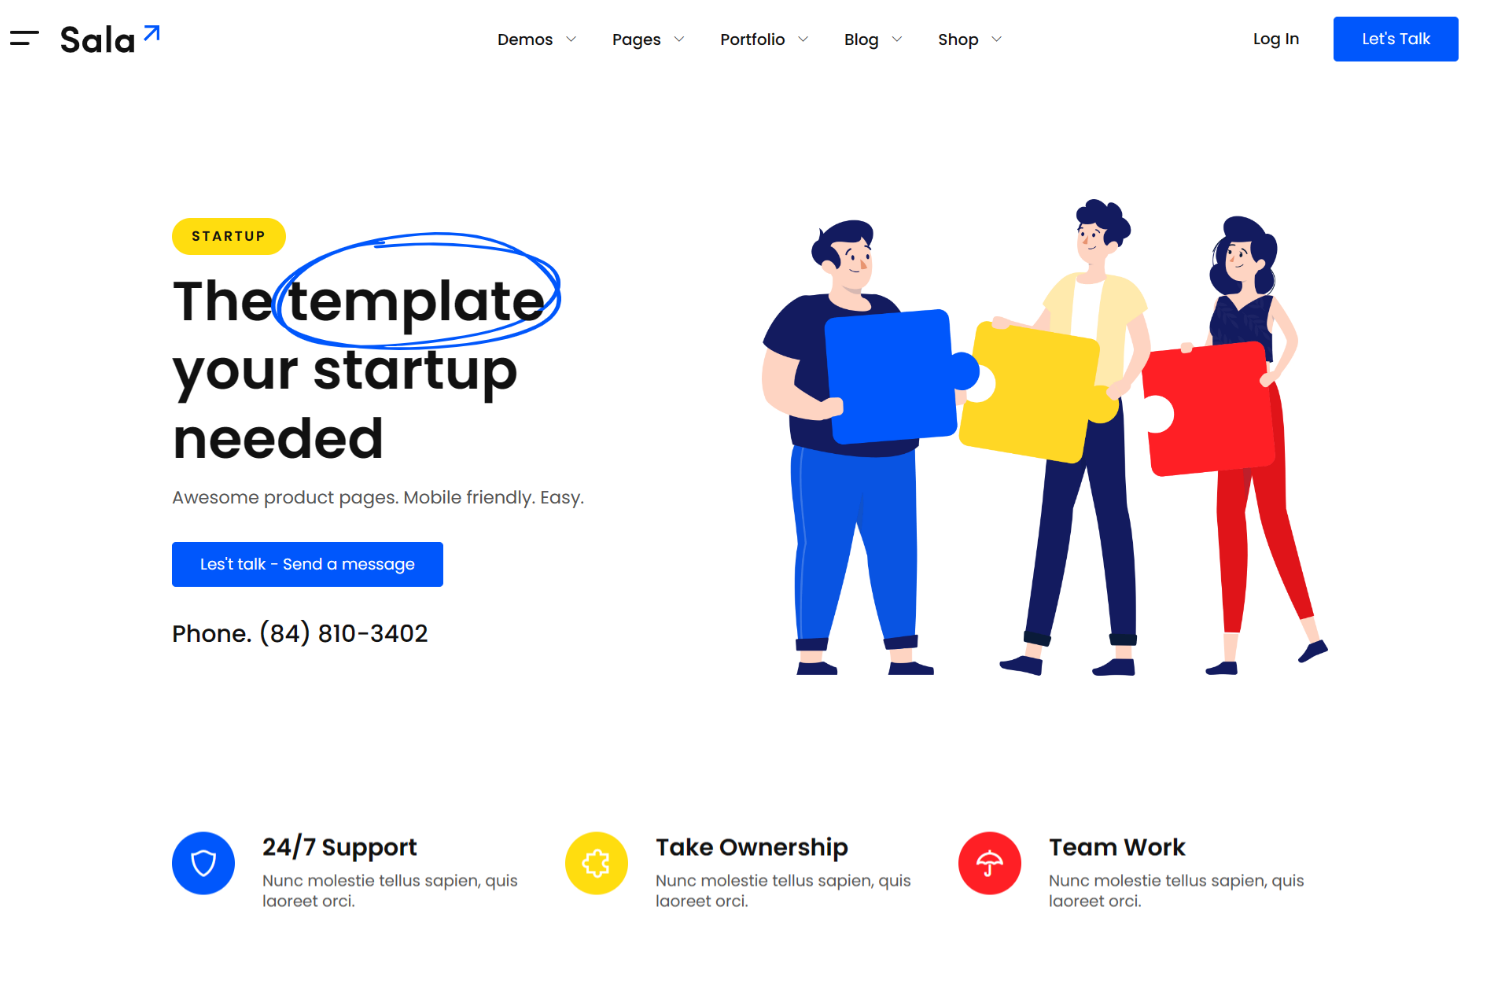 Sala
Demos
Pages
Portfolio
Blog
Shop
Log In
Let's Talk
STARTUP
The template
your startup
needed
Awesome product pages. Mobile friendly. Easy.
Les't talk - Send a message
Phone. (84) 810-3402
24/7 Support
Nunc molestie tellus sapien, quis
laoreet orci.
Take Ownership
Nunc molestie tellus sapien, quis
laoreet orci.
Team Work
Nunc molestie tellus sapien, quis
laoreet orci.